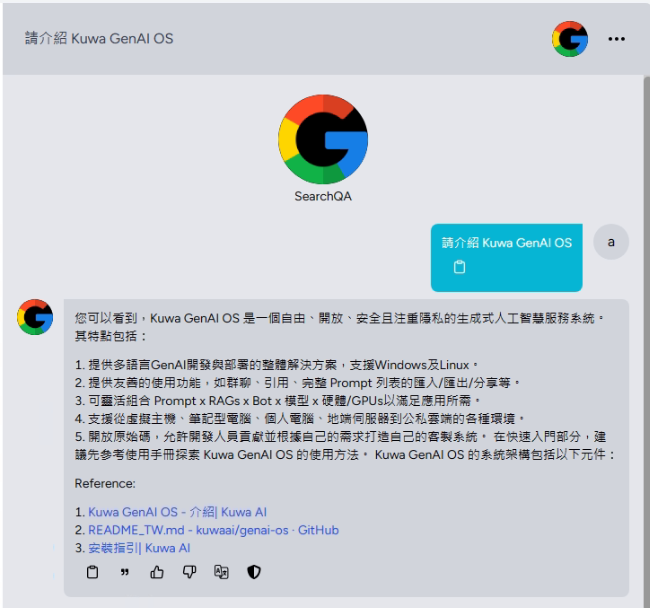 請介紹 Kuwa GenAI OS
SearchQA
請介紹 Kuwa GenAI OS
a
您可以看到，Kuwa GenAI OS 是一個自由、開放、安全且注重隱私的生成式人工智慧服務系統。
其特點包括：
1. 提供多語言GenAI開發與部署的整體解決方案，支援Windows及Linux。
2. 提供友善的使用功能，如群聊、引用、完整 Prompt 列表的匯入/匯出/分享等。
3. 可靈活組合 Prompt x RAGs x Bot x 模型 x 硬體/GPUs以滿足應用所需。
4. 支援從虛擬主機、筆記型電腦、個人電腦、地端伺服器到公私雲端的各種環境。
5. 開放原始碼，允許開發人員貢獻並根據自己的需求打造自己的客製系統。 在快速入門部分，建
議先參考使用手冊探索 Kuwa GenAI OS 的使用方法。 Kuwa GenAI OS 的系統架構包括以下元件：
Reference:
1. Kuwa GenAI OS - 介紹| Kuwa AI
2. README_TW.md - kuwaai/genai-os · GitHub
3. 安裝指引| Kuwa AI